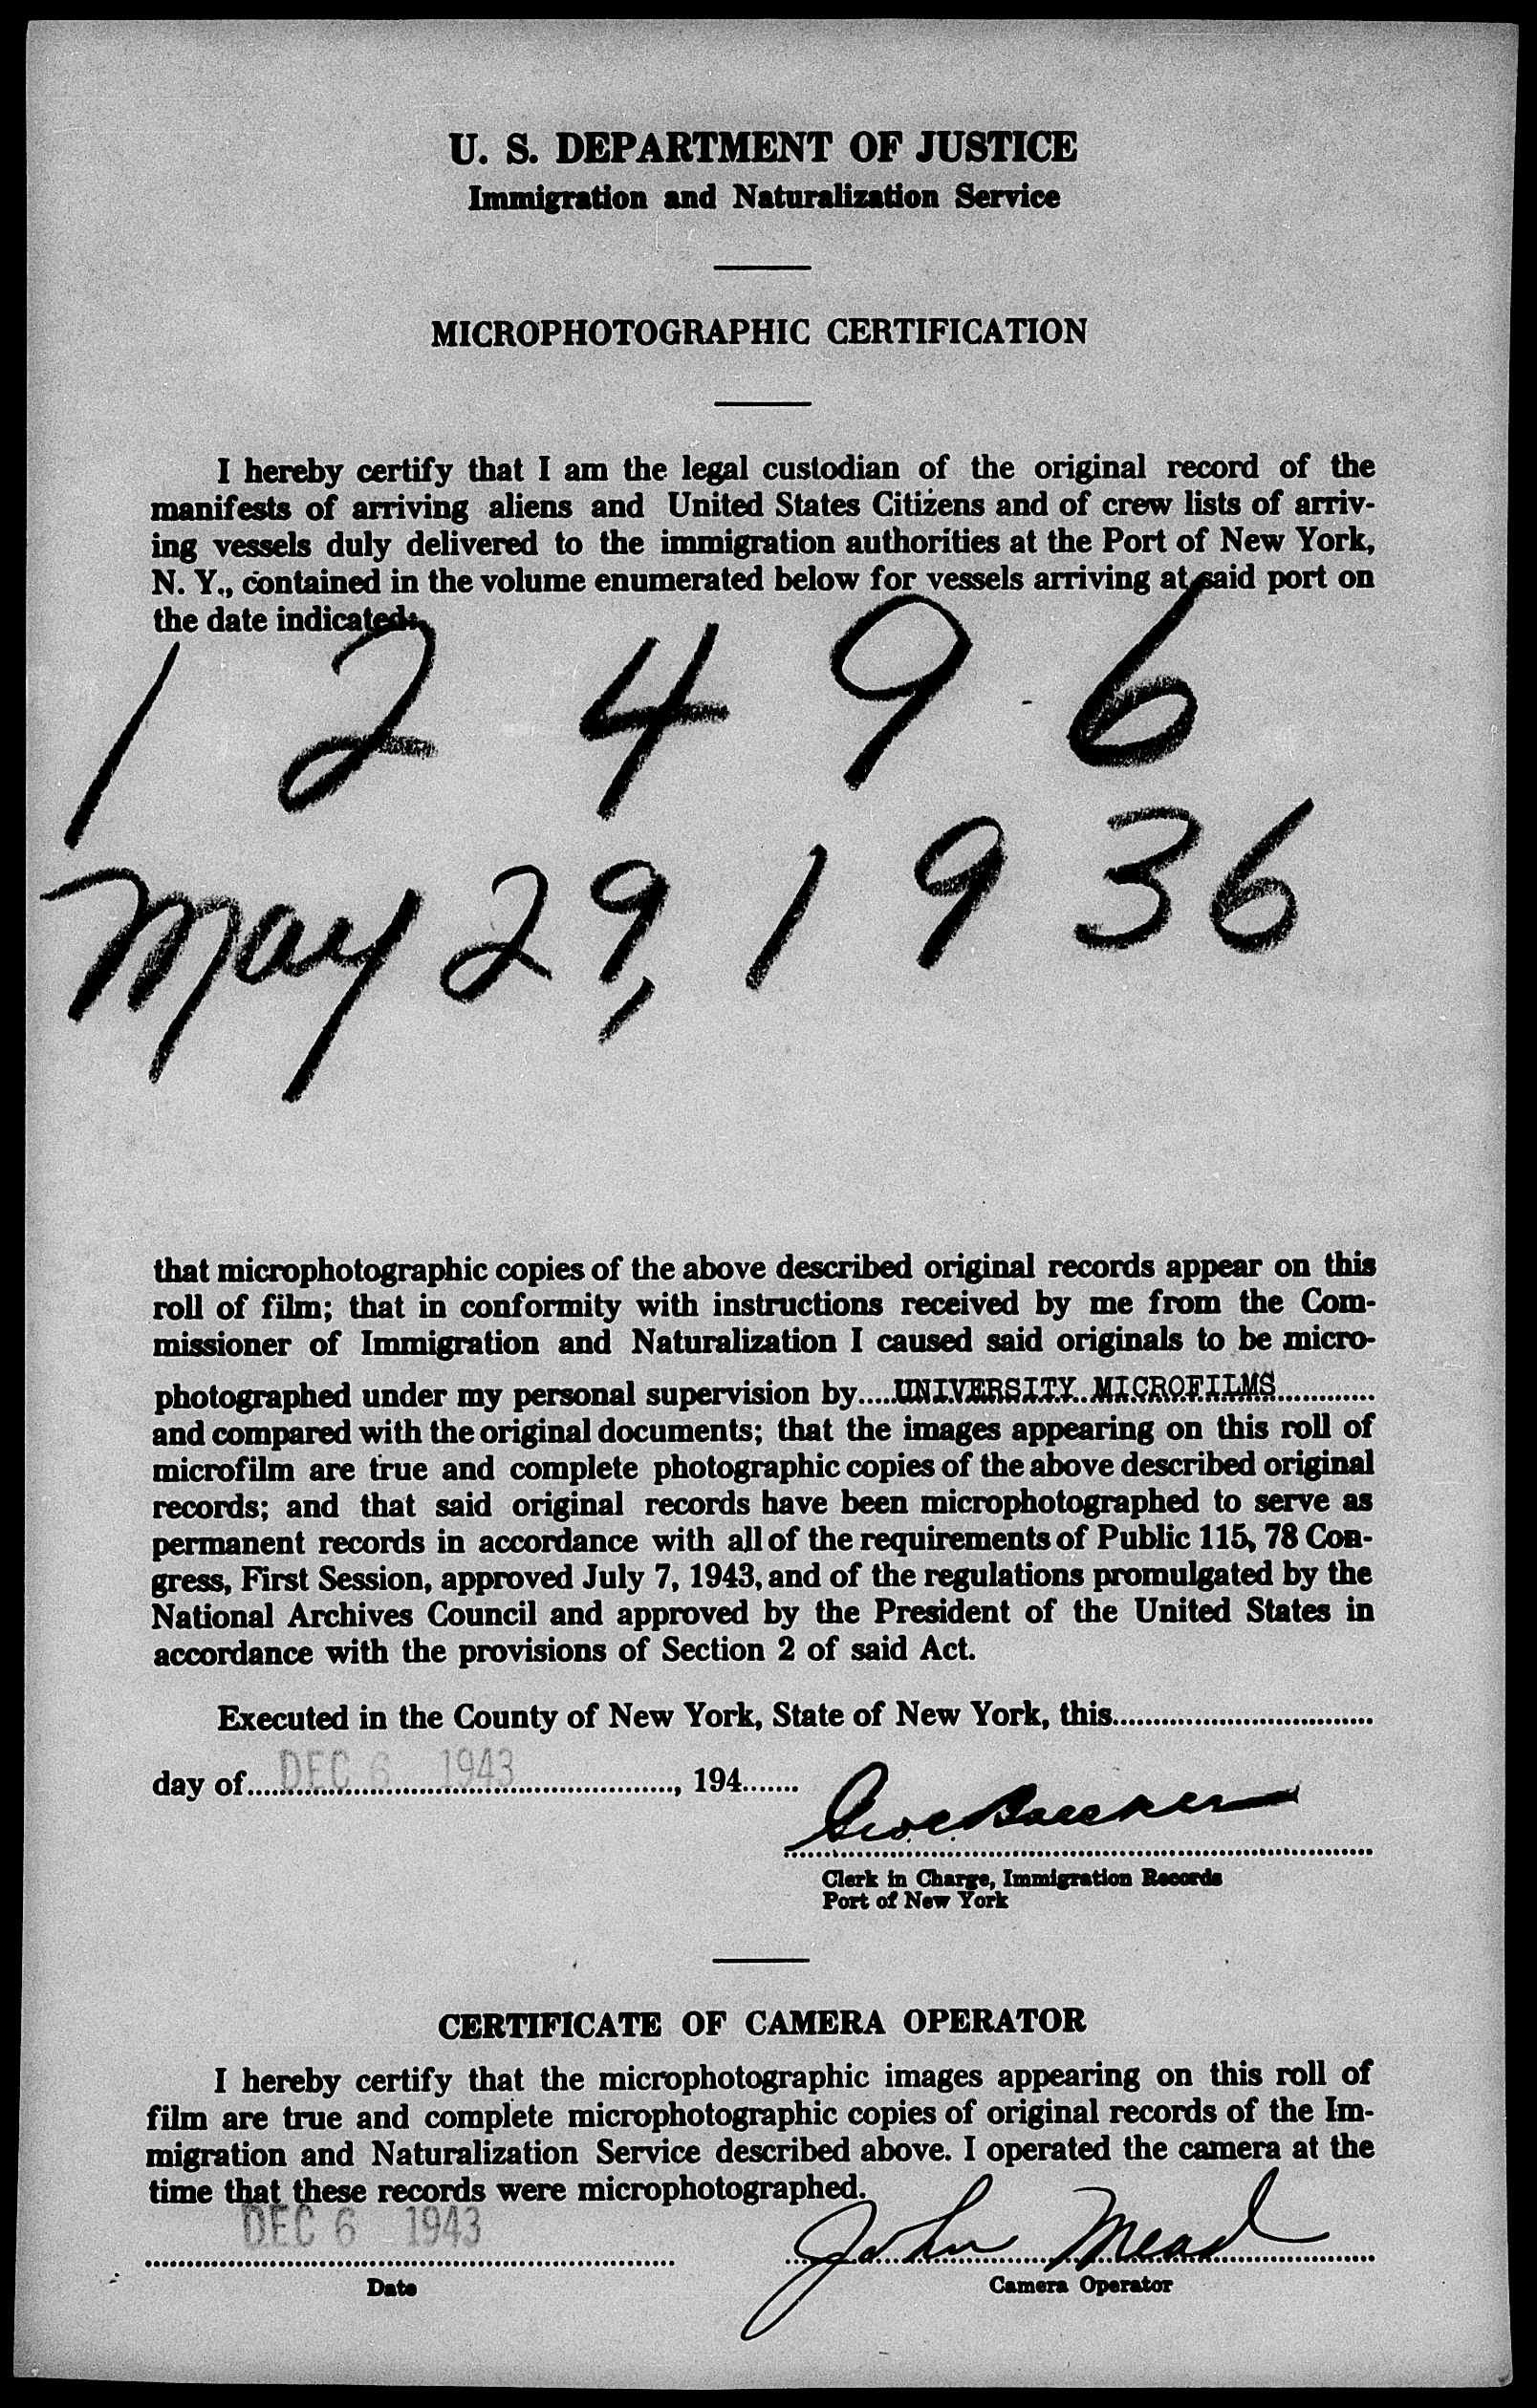 U. S. DEPARTMENT OF JUSTICE
Immigration and Naturalization Service
MICROPHOTOGRAPHIC CERTIFICATION
I hereby certify that I am the legal custodian of the original record of the
manifests of arriving aliens and United States Citizens and of crew lists of arriv-
ing vessels duly delivered to the immigration authorities at the Port of New York,
N. Y., contained in the volume enumerated below for vessels arriving at said port on
the date indicated:
12496
May 29, 1936
that microphotographic copies of the above described original records appear on this
roll of film; that in conformity with instructions received by me from the Com-
missioner of Immigration and Naturalization I caused said originals to be micro-
photographed under my personal supervision by.....UNIVERSITY MICROFILMS............
and compared with the original documents; that the images appearing on this roll of
microfilm are true and complete photographic copies of the above described original
records; and that said original records have been microphotographed to serve as
permanent records in accordance with all of the requirements of Public 115, 78 Con-
gress, First Session, approved July 7, 1943, and of the regulations promulgated by the
National Archives Council and approved by the President of the United States in
accordance with the provisions of Section 2 of said Act.
Executed in the County of New York, State of New York, this................................
day of.....DEC 6 1943...................., 194.......
Clerk in Charge, Immigration Records
Port of New York
CERTIFICATE OF CAMERA OPERATOR
I hereby certify that the microphotographic images appearing on this roll of
film are true and complete microphotographic copies of original records of the Im-
migration and Naturalization Service described above. I operated the camera at the
time that these records were microphotographed.
DEC 6 1943 John Mead
Date Camera Operator